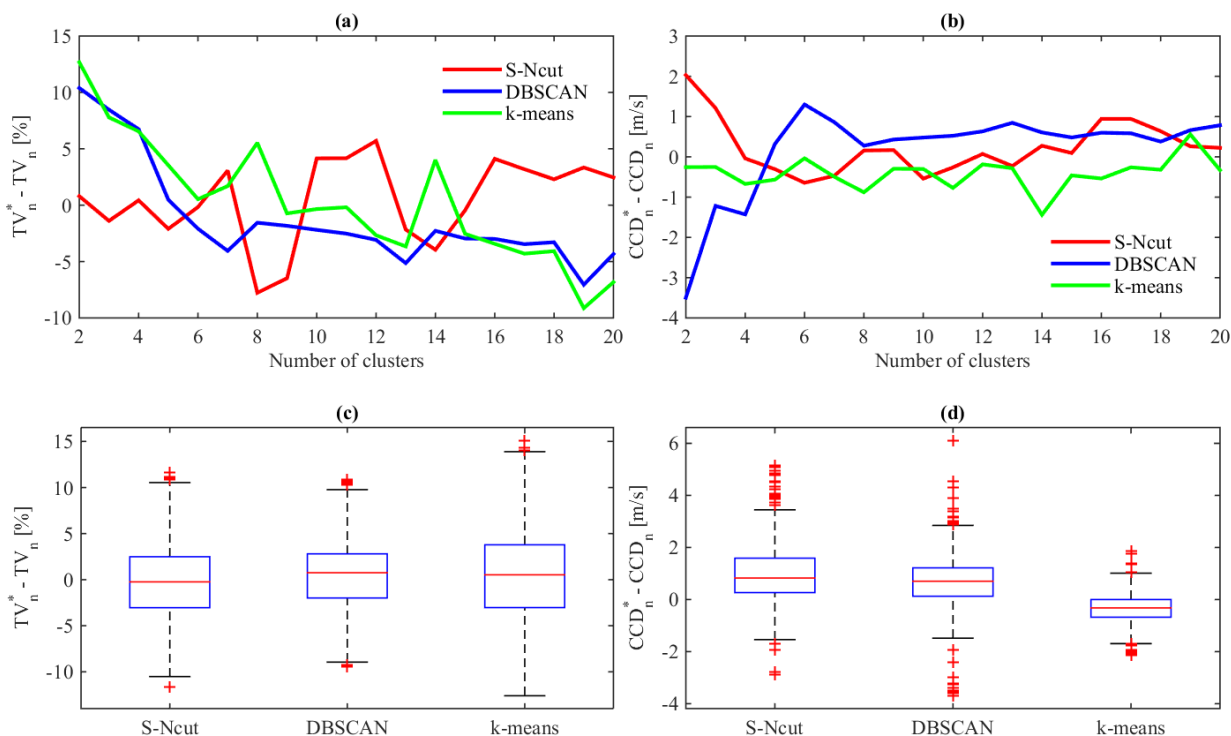 (a)
15
10
5
0
-5
-10
TV*n - TVn [%]
S-Ncut
DBSCAN
k-means
2 4 6 8 10 12 14 16 18 20
Number of clusters
(b)
3
2
1
0
-1
-2
-3
-4
CCD*n - CCDn [m/s]
S-Ncut
DBSCAN
k-means
2 4 6 8 10 12 14 16 18 20
Number of clusters
(c)
15
10
5
0
-5
-10
TV*n - TVn [%]
S-Ncut DBSCAN k-means
(d)
6
4
2
0
-2
-4
CCD*n - CCDn [m/s]
S-Ncut DBSCAN k-means